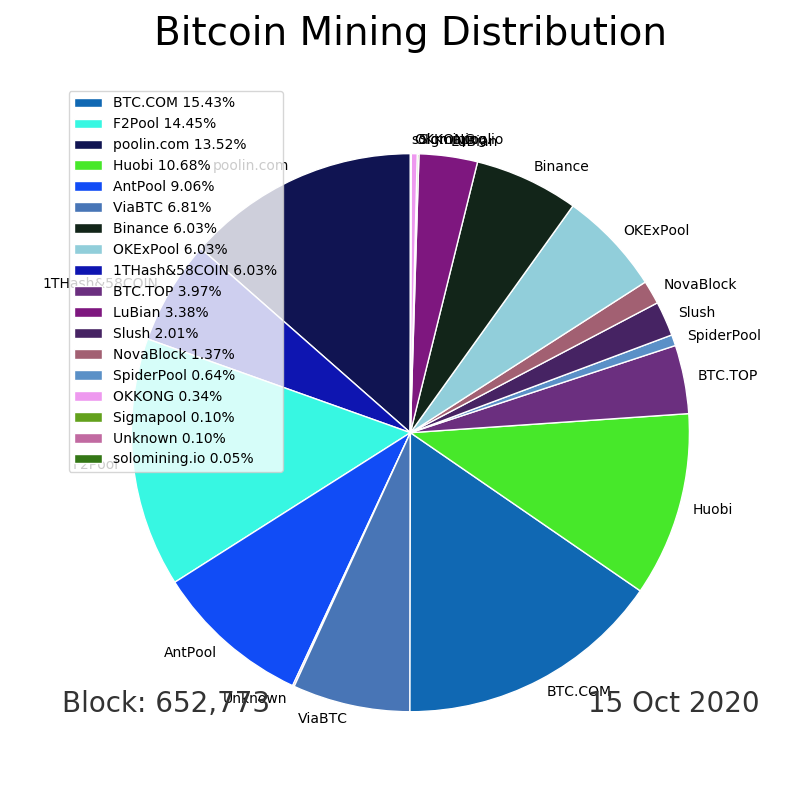 Bitcoin Mining Distribution
BTC.COM 15.43%
F2Pool 14.45%
poolin.com 13.52%
Huobi 10.68%
AntPool 9.06%
ViaBTC 6.81%
Binance 6.03%
OKExPool 6.03%
1THash&58COIN 6.03%
BTC.TOP 3.97%
LuBian 3.38%
Slush 2.01%
NovaBlock 1.37%
SpiderPool 0.64%
OKKONG 0.34%
Sigmapool 0.10%
Unknown 0.10%
solomining.io 0.05%
poolin.com
1THash&58COIN
F2Pool
AntPool
Unknown
ViaBTC
BTC.COM
Huobi
BTC.TOP
SpiderPool
Slush
NovaBlock
OKExPool
Binance
Block: 652,773
15 Oct 2020